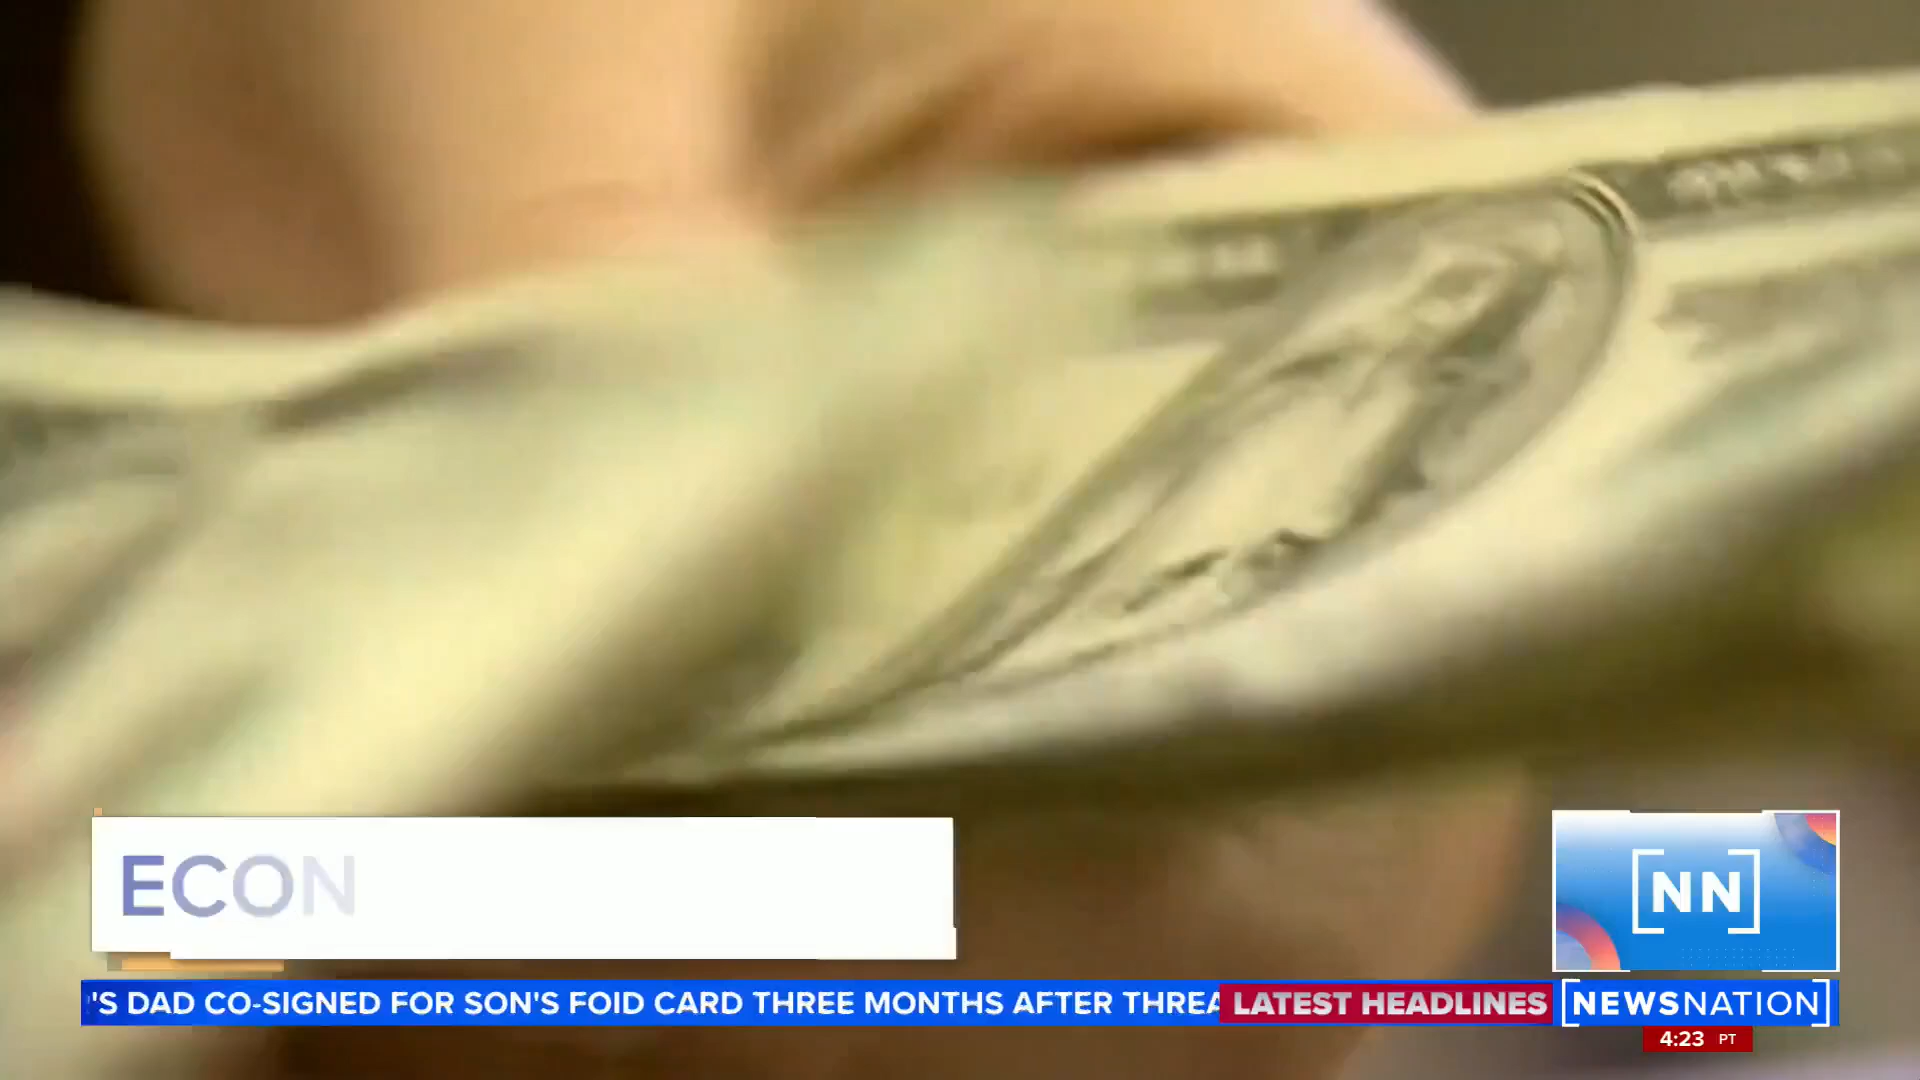 ECON
NN
'S DAD CO-SIGNED FOR SON'S FOID CARD THREE MONTHS AFTER THREA
LATEST HEADLINES
NEWSNATION
4:23 PT